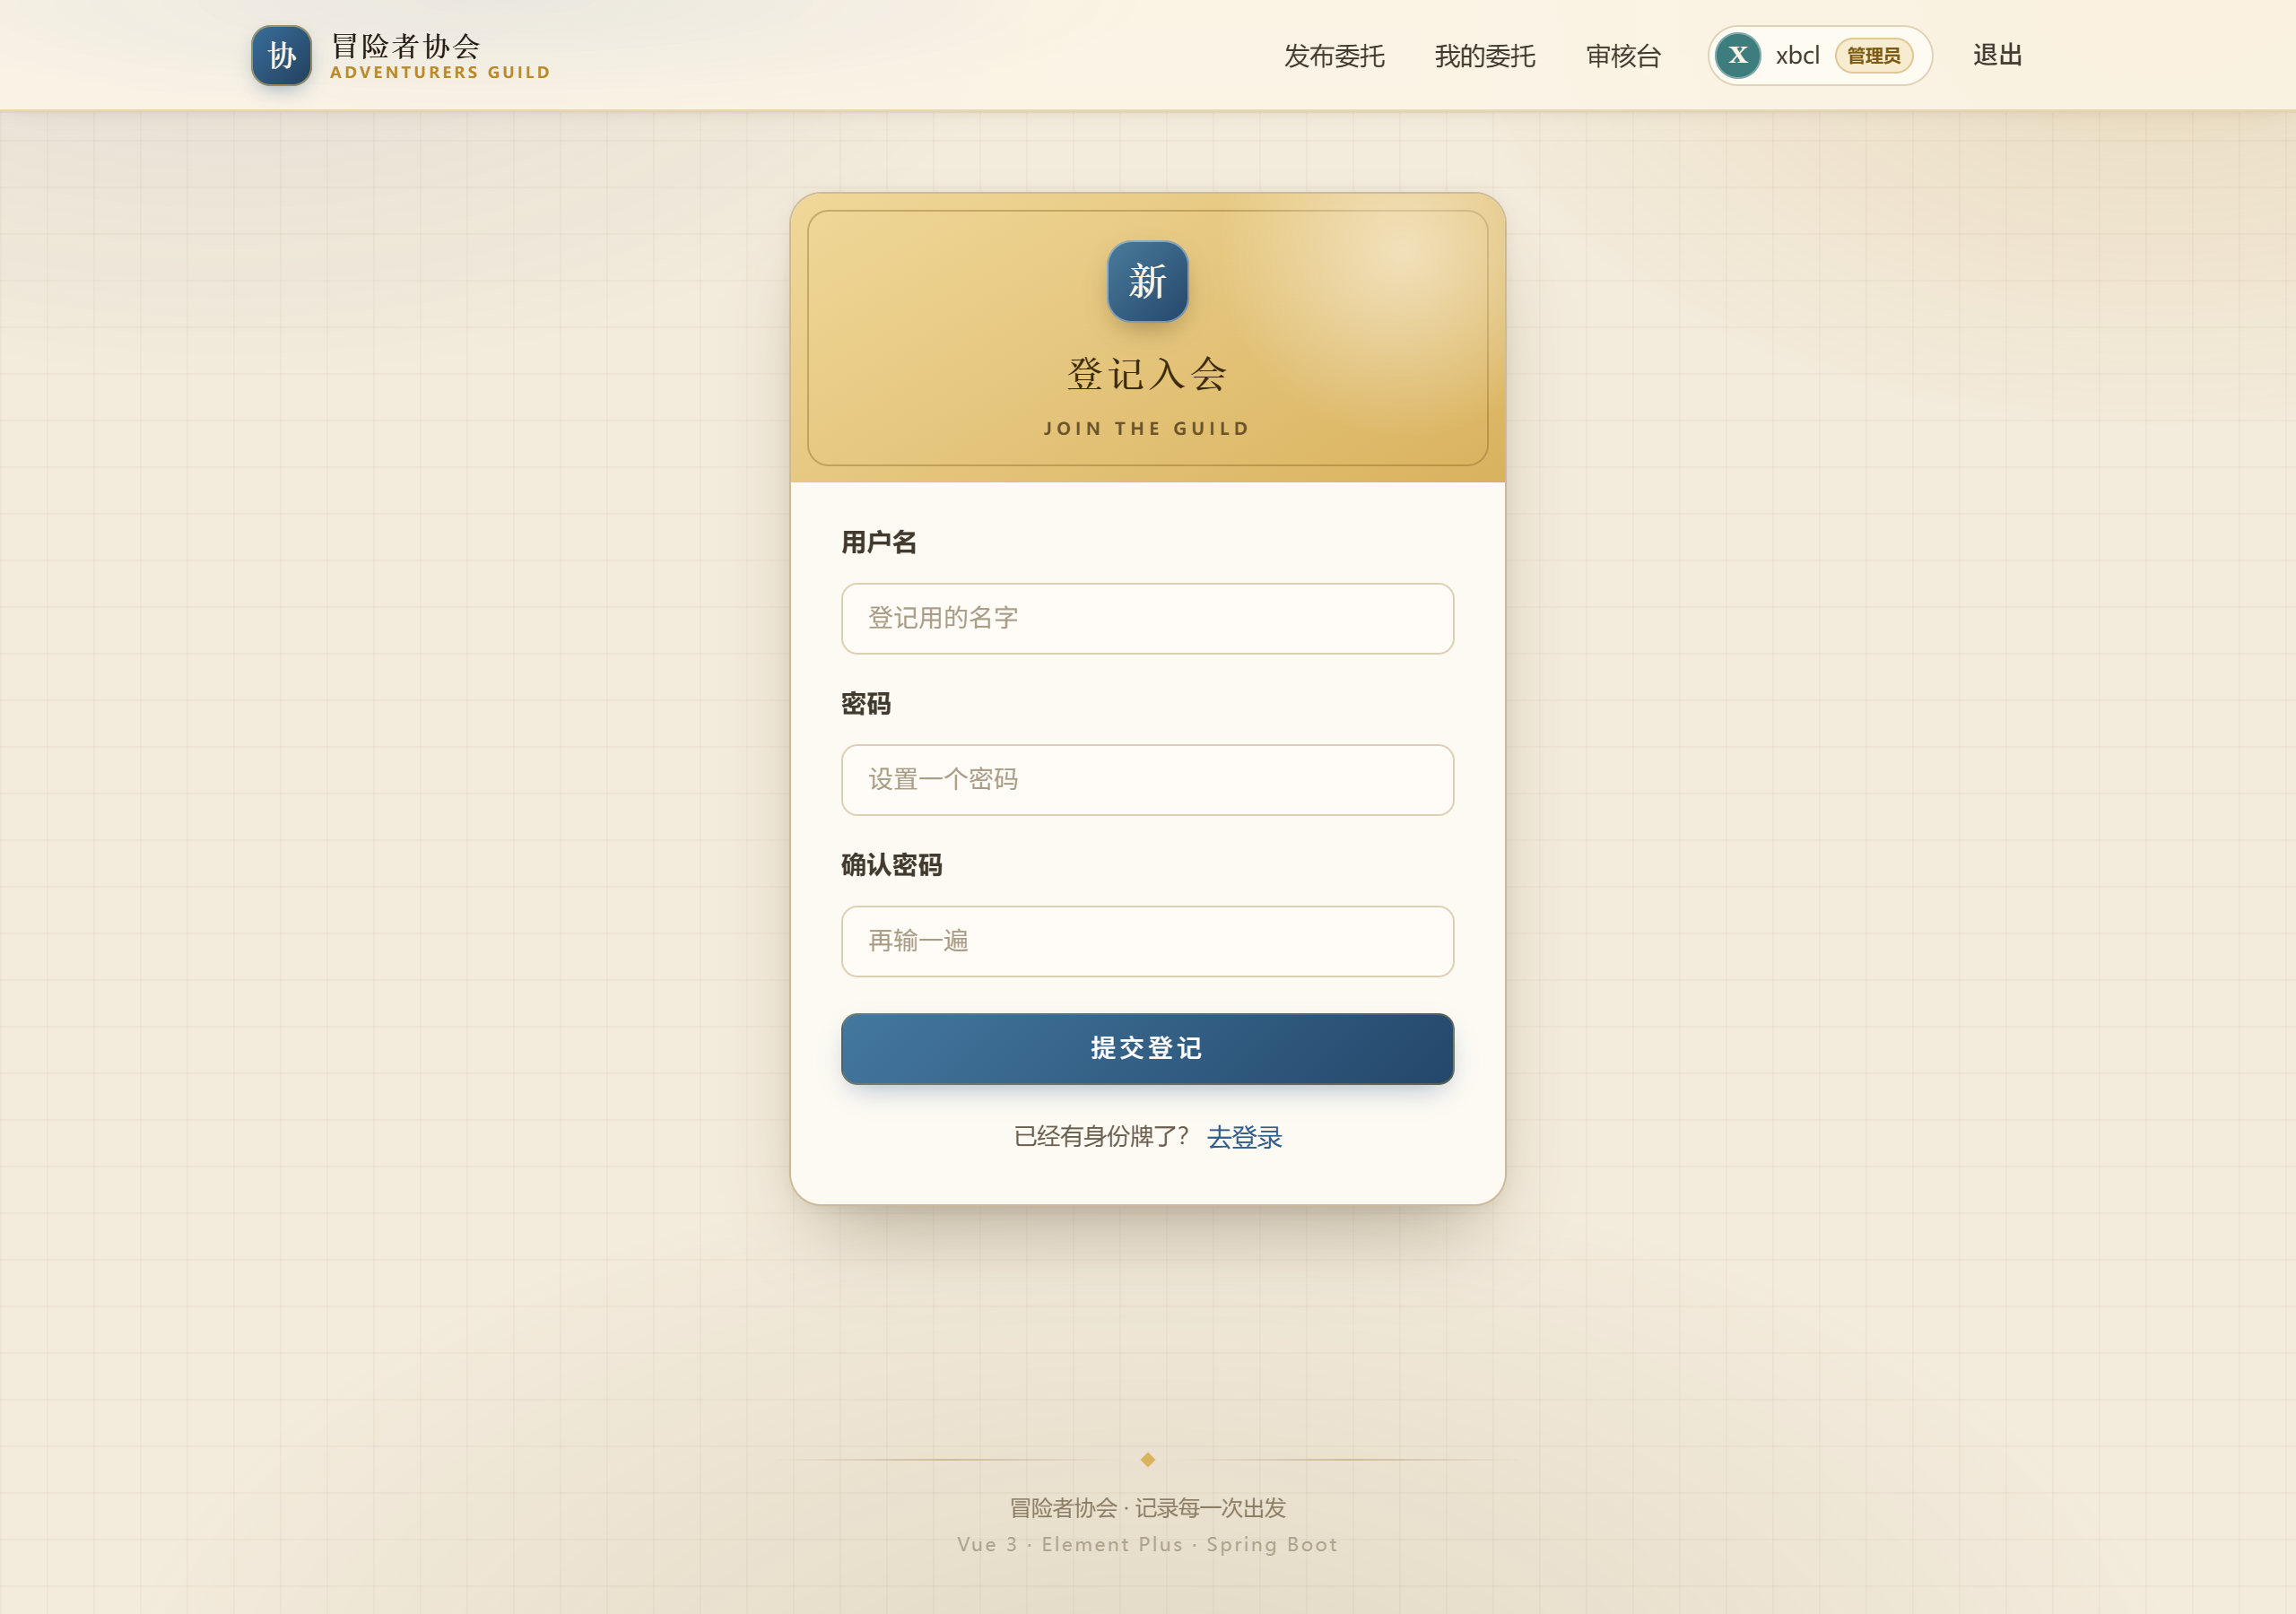 协
冒险者协会
ADVENTURERS GUILD
发布委托 我的委托 审核台 X xbcl 管理员 退出
新
登记入会
JOIN THE GUILD
用户名
登记用的名字
密码
设置一个密码
确认密码
再输一遍
提交登记
已经有身份牌了？ 去登录
冒险者协会 · 记录每一次出发
Vue 3 · Element Plus · Spring Boot